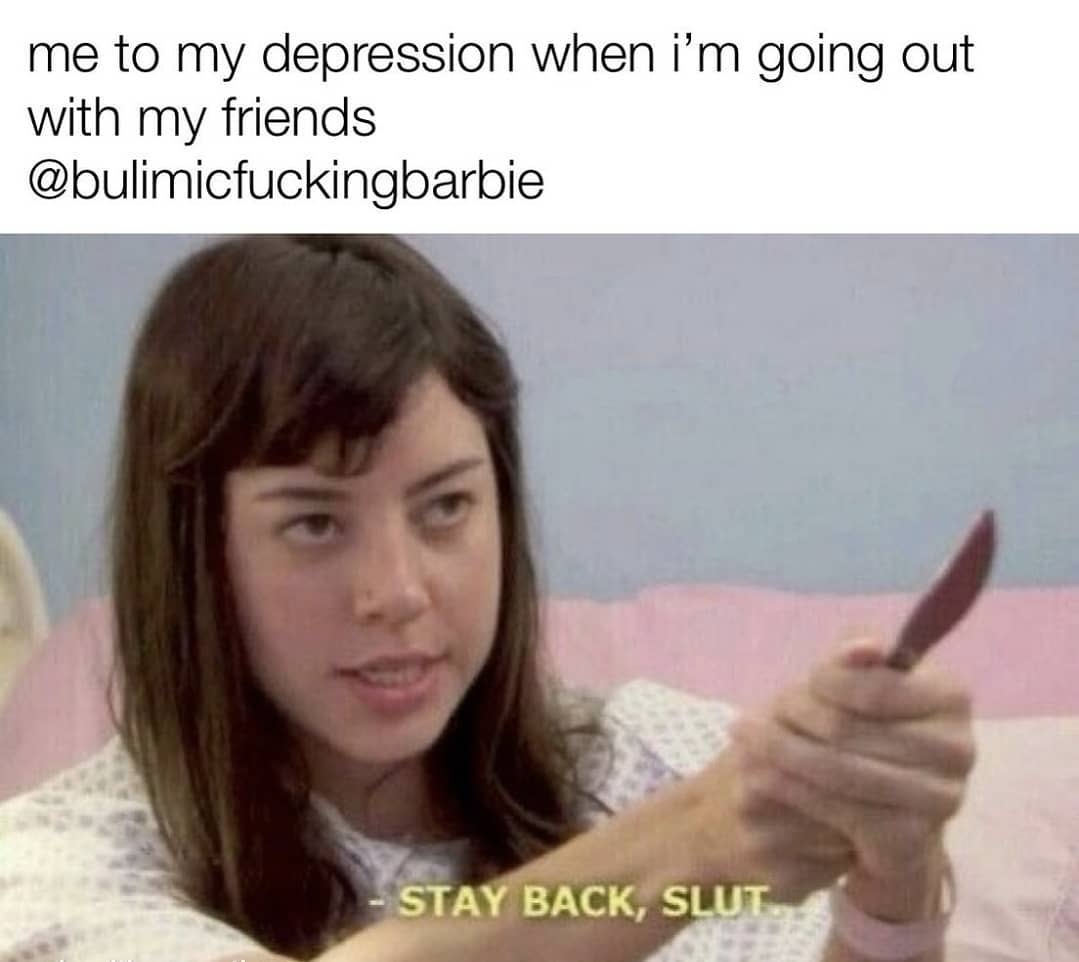 me to my depression when i’m going out
with my friends
@bulimicfuckingbarbie
- STAY BACK, SLUT